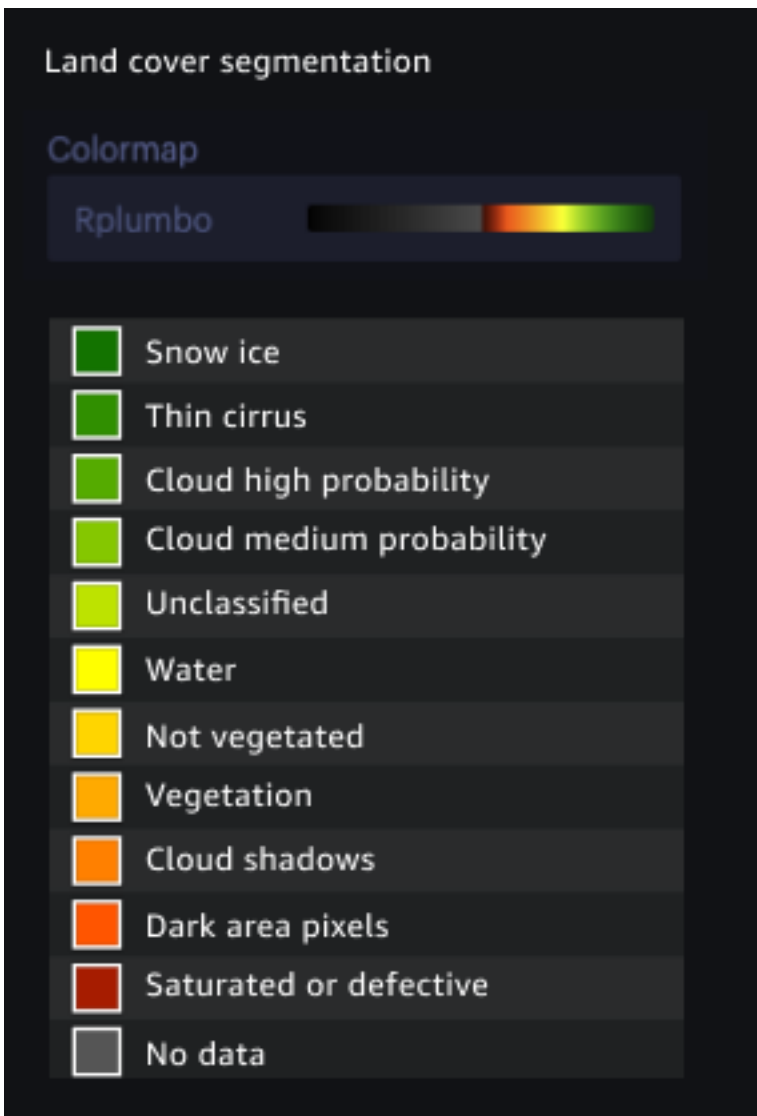 Land cover segmentation
Colormap
Rplumbo
Snow ice
Thin cirrus
Cloud high probability
Cloud medium probability
Unclassified
Water
Not vegetated
Vegetation
Cloud shadows
Dark area pixels
Saturated or defective
No data